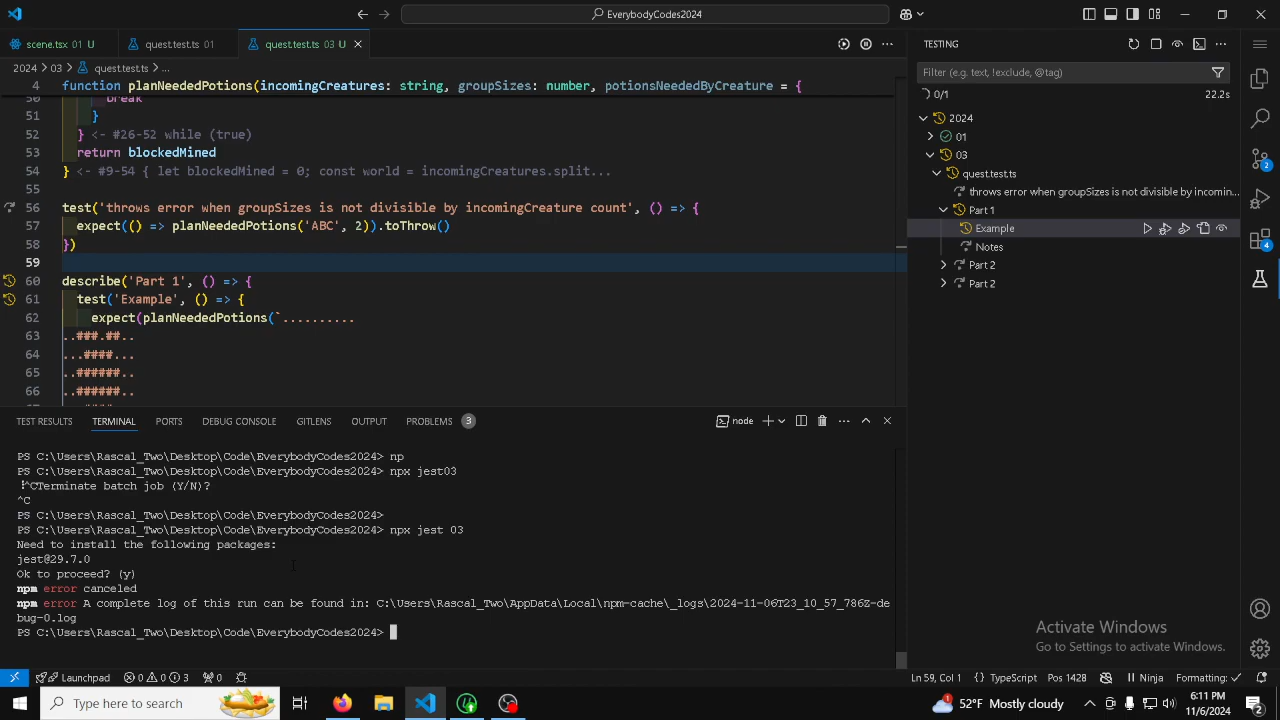 EverybodyCodes2024
scene.tsx 01 U
quest.test.ts 01
quest.test.ts 03 U
2024 > 03 > quest.test.ts > ...
4 function planNeededPotions(incomingCreatures: string, groupSizes: number, potionsNeededByCreature = {
50 break
51 }
52 } <- #26-52 while (true)
53 return blockedMined
54 } <- #9-54 { let blockedMined = 0; const world = incomingCreatures.split...
55
56 test('throws error when groupSizes is not divisible by incomingCreature count', () => {
57 expect(() => planNeededPotions('ABC', 2)).toThrow()
58 })
59
60 describe('Part 1', () => {
61 test('Example', () => {
62 expect(planNeededPotions(`..........
63 ..###.##..
64 ...####...
65 ..######..
66 ..######..
TEST RESULTS TERMINAL PORTS DEBUG CONSOLE GITLENS OUTPUT PROBLEMS 3
node
PS C:\Users\Rascal_Two\Desktop\Code\EverybodyCodes2024> np
PS C:\Users\Rascal_Two\Desktop\Code\EverybodyCodes2024> npx jest03
^CTerminate batch job (Y/N)?
^C
PS C:\Users\Rascal_Two\Desktop\Code\EverybodyCodes2024>
PS C:\Users\Rascal_Two\Desktop\Code\EverybodyCodes2024> npx jest 03
Need to install the following packages:
jest@29.7.0
Ok to proceed? (y)
npm error canceled
npm error A complete log of this run can be found in: C:\Users\Rascal_Two\AppData\Local\npm-cache\_logs\2024-11-06T23_10_57_786Z-de
bug-0.log
PS C:\Users\Rascal_Two\Desktop\Code\EverybodyCodes2024>
TESTING
Filter (e.g. text, !exclude, @tag)
0/1 22.2s
2024
01
03
quest.test.ts
throws error when groupSizes is not divisible by incomin...
Part 1
Example
Notes
Part 2
Part 2
4
Activate Windows
Go to Settings to activate Windows.
Launchpad 0 0 3 0 Ln 59, Col 1 {} TypeScript Pos 1428 Ninja Formatting:
Type here to search
52°F Mostly cloudy
6:11 PM
11/6/2024
2